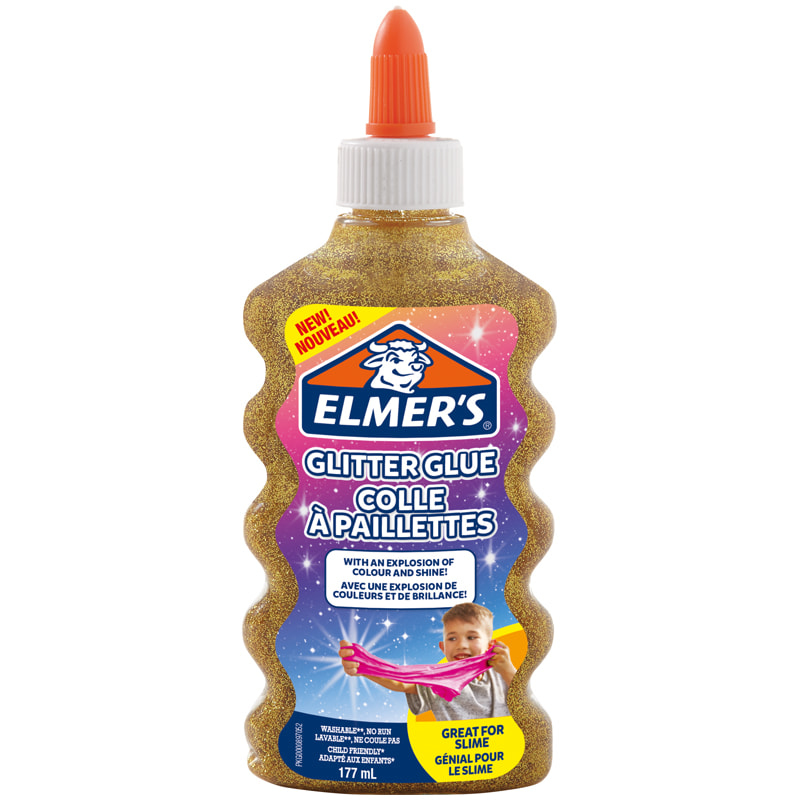 NEW!
NOUVEAU!
ELMER'S®
GLITTER GLUE
COLLE
À PAILLETTES
WITH AN EXPLOSION OF
COLOUR AND SHINE!
AVEC UNE EXPLOSION DE
COULEURS ET DE BRILLANCE!
WASHABLE**, NO RUN
LAVABLE**, NE COULE PAS
CHILD FRIENDLY*
ADAPTÉ AUX ENFANTS*
177 mL
GREAT FOR
SLIME
GÉNIAL POUR
LE SLIME
PKG0000897052